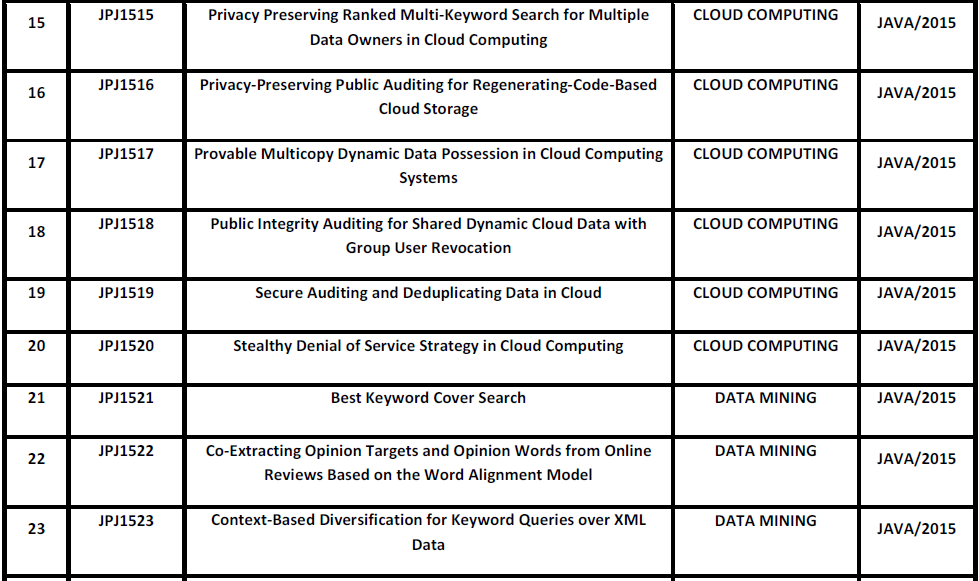 15 JPJ1515 Privacy Preserving Ranked Multi-Keyword Search for Multiple CLOUD COMPUTING JAVA/2015
Data Owners in Cloud Computing
16 JPJ1516 Privacy-Preserving Public Auditing for Regenerating-Code-Based CLOUD COMPUTING JAVA/2015
Cloud Storage
17 JPJ1517 Provable Multicopy Dynamic Data Possession in Cloud Computing CLOUD COMPUTING JAVA/2015
Systems
18 JPJ1518 Public Integrity Auditing for Shared Dynamic Cloud Data with CLOUD COMPUTING JAVA/2015
Group User Revocation
19 JPJ1519 Secure Auditing and Deduplicating Data in Cloud CLOUD COMPUTING JAVA/2015
20 JPJ1520 Stealthy Denial of Service Strategy in Cloud Computing CLOUD COMPUTING JAVA/2015
21 JPJ1521 Best Keyword Cover Search DATA MINING JAVA/2015
22 JPJ1522 Co-Extracting Opinion Targets and Opinion Words from Online DATA MINING JAVA/2015
Reviews Based on the Word Alignment Model
23 JPJ1523 Context-Based Diversification for Keyword Queries over XML DATA MINING JAVA/2015
Data